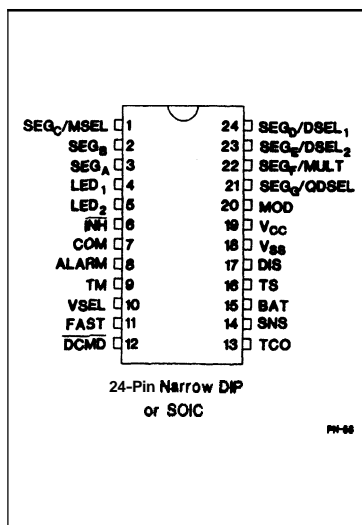 SEGC/MSEL 1 24 SEGD/DSEL1
SEGB 2 23 SEGE/DSEL2
SEGA 3 22 SEGF/MULT
LED1 4 21 SEGG/QDSEL
LED2 5 20 MOD
INH 6 19 VCC
COM 7 18 VSS
ALARM 8 17 DIS
TM 9 16 TS
VSEL 10 15 BAT
FAST 11 14 SNS
DCMD 12 13 TCO
24-Pin Narrow DIP
or SOIC
PN-66